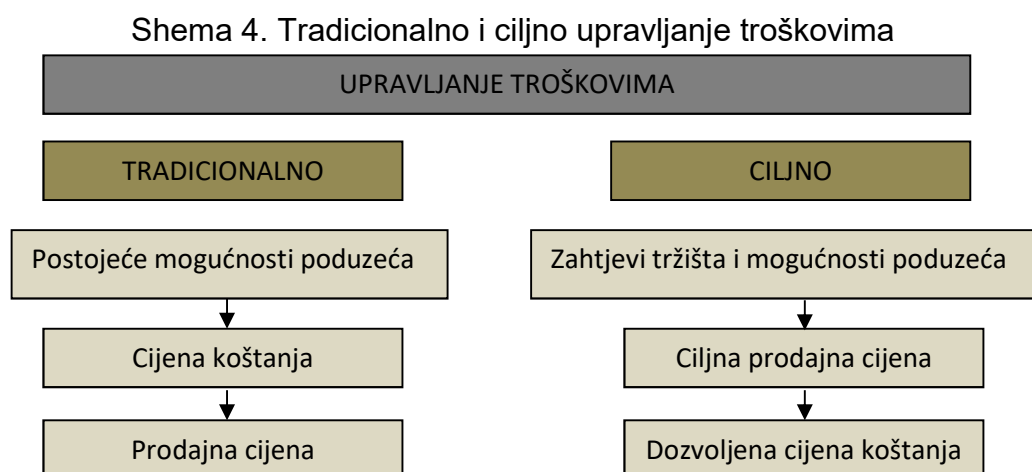 Shema 4. Tradicionalno i ciljno upravljanje troškovima
UPRAVLJANJE TROŠKOVIMA
TRADICIONALNO
CILJNO
Postojeće mogućnosti poduzeća
Zahtjevi tržišta i mogućnosti poduzeća
Cijena koštanja
Ciljna prodajna cijena
Prodajna cijena
Dozvoljena cijena koštanja